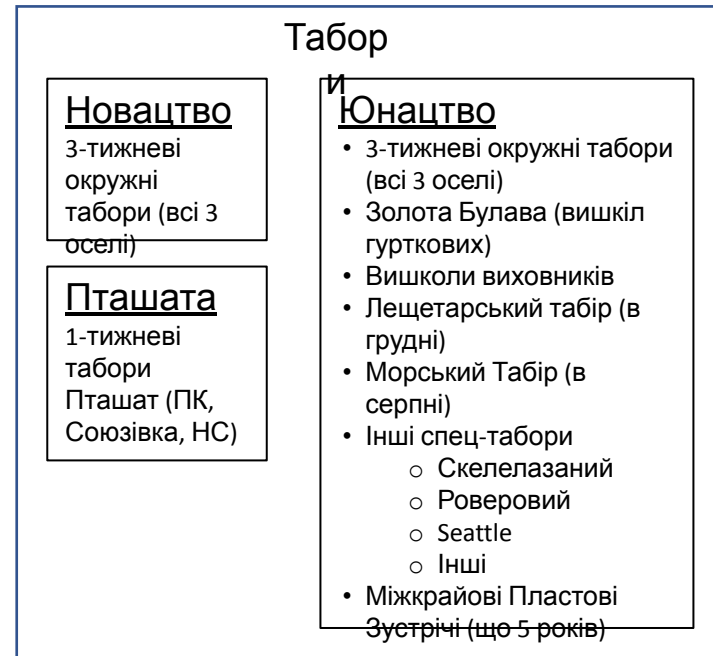 Табор
и
Новацтво
3-тижневі
окружні
табори (всі 3
оселі)
Пташата
1-тижневі
табори
Пташат (ПК,
Союзівка, НС)
Юнацтво
• 3-тижневі окружні табори
(всі 3 оселі)
• Золота Булава (вишкіл
гурткових)
• Вишколи виховників
• Лещетарський табір (в
грудні)
• Морський Табір (в
серпні)
• Інші спец-табори
o Скелелазаний
o Роверовий
o Seattle
o Інші
• Міжкрайові Пластові
Зустрічі (що 5 років)